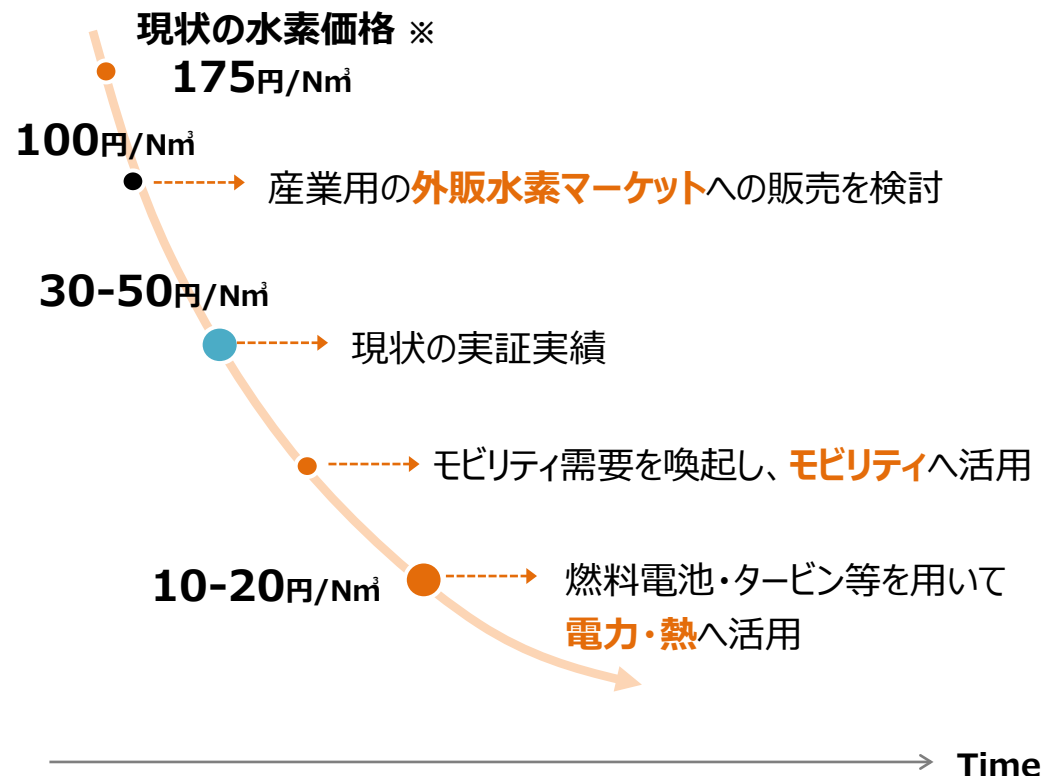 現状の水素価格 ※
175円/N㎥
100円/N㎥
産業用の外販水素マーケットへの販売を検討
30-50円/N㎥
現状の実証実績
モビリティ需要を喚起し、モビリティへ活用
10-20円/N㎥
燃料電池・タービン等を用いて
電力・熱へ活用
Time